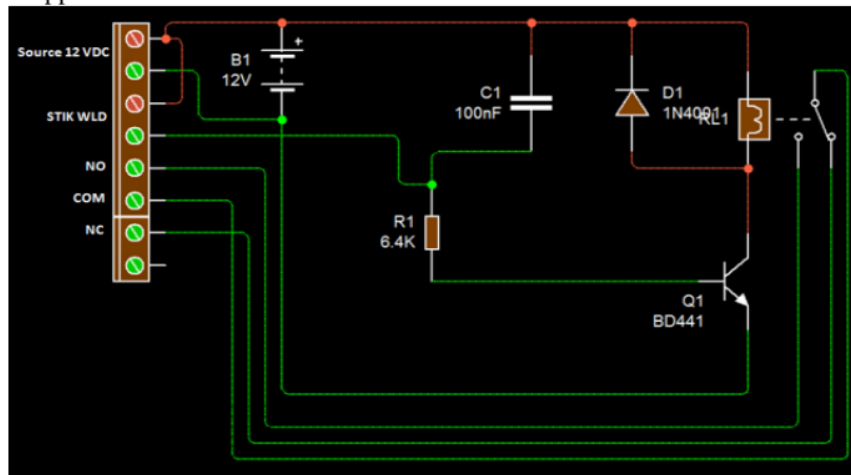 Source 12 VDC
STIK WLD
NO
COM
NC
B1
12V
+
C1
100nF
D1
1N4001
RL1
R1
6.4K
Q1
BD441